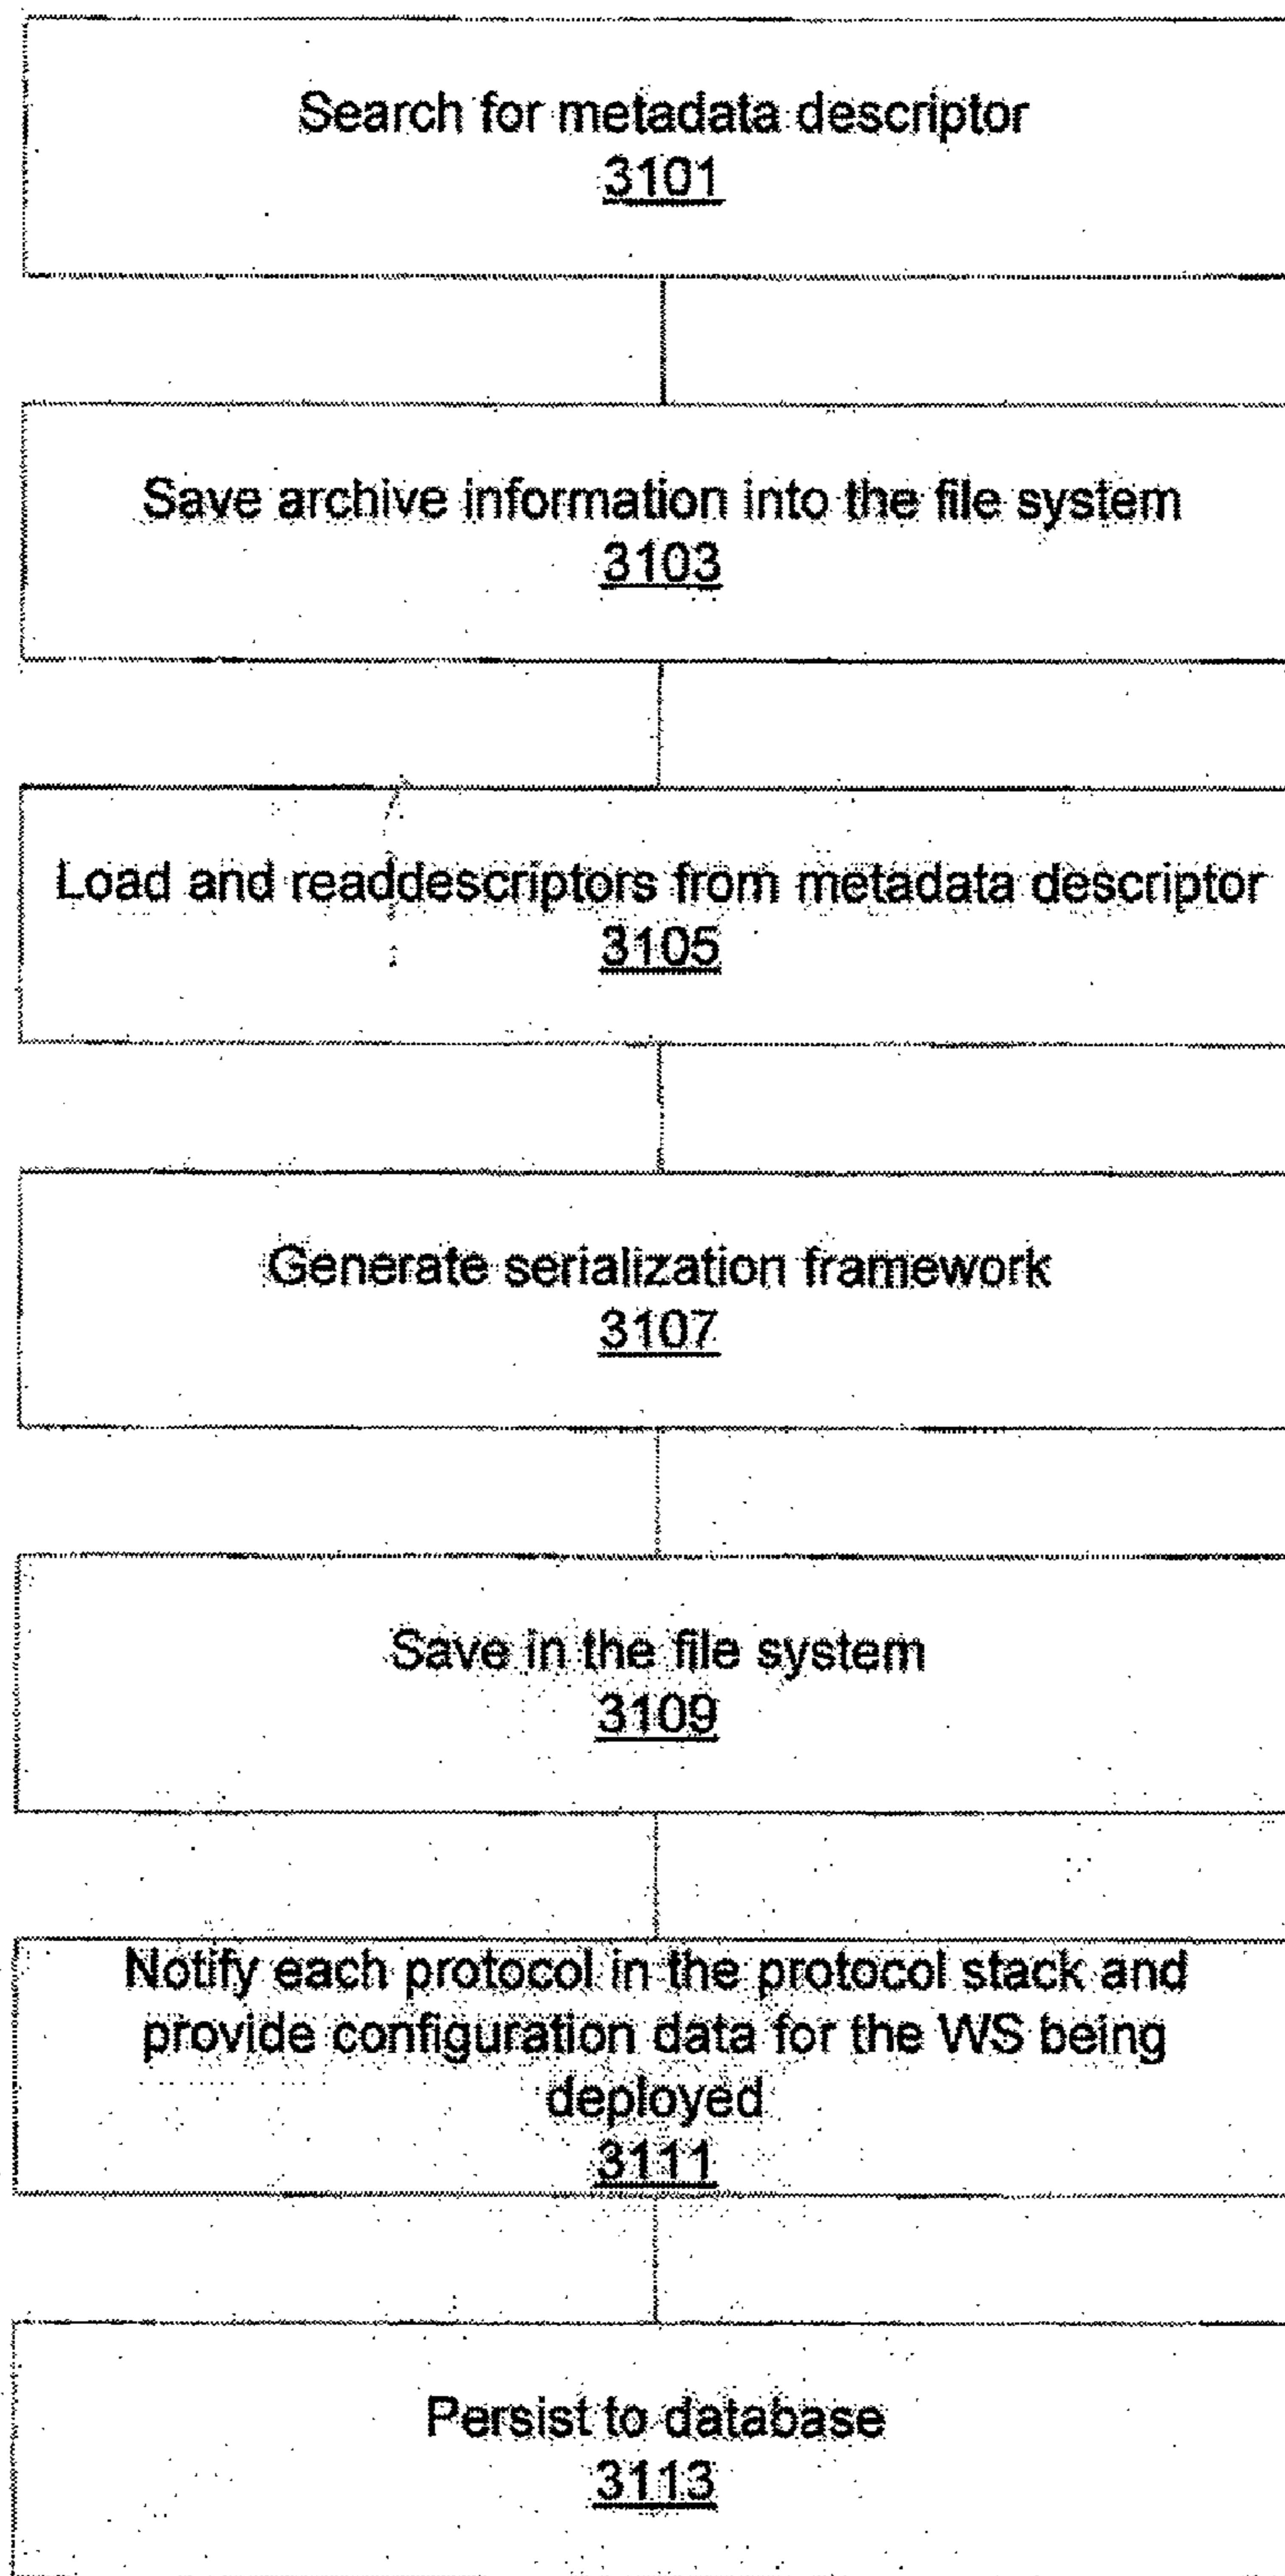 Search for metadata descriptor
3101
Save archive information into the file system
3103
Load and readdescriptors from metadata descriptor
3105
Generate serialization framework
3107
Save in the file system
3109
Notify each protocol in the protocol stack and
provide configuration data for the WS being
deployed
3111
Persist to database
3113